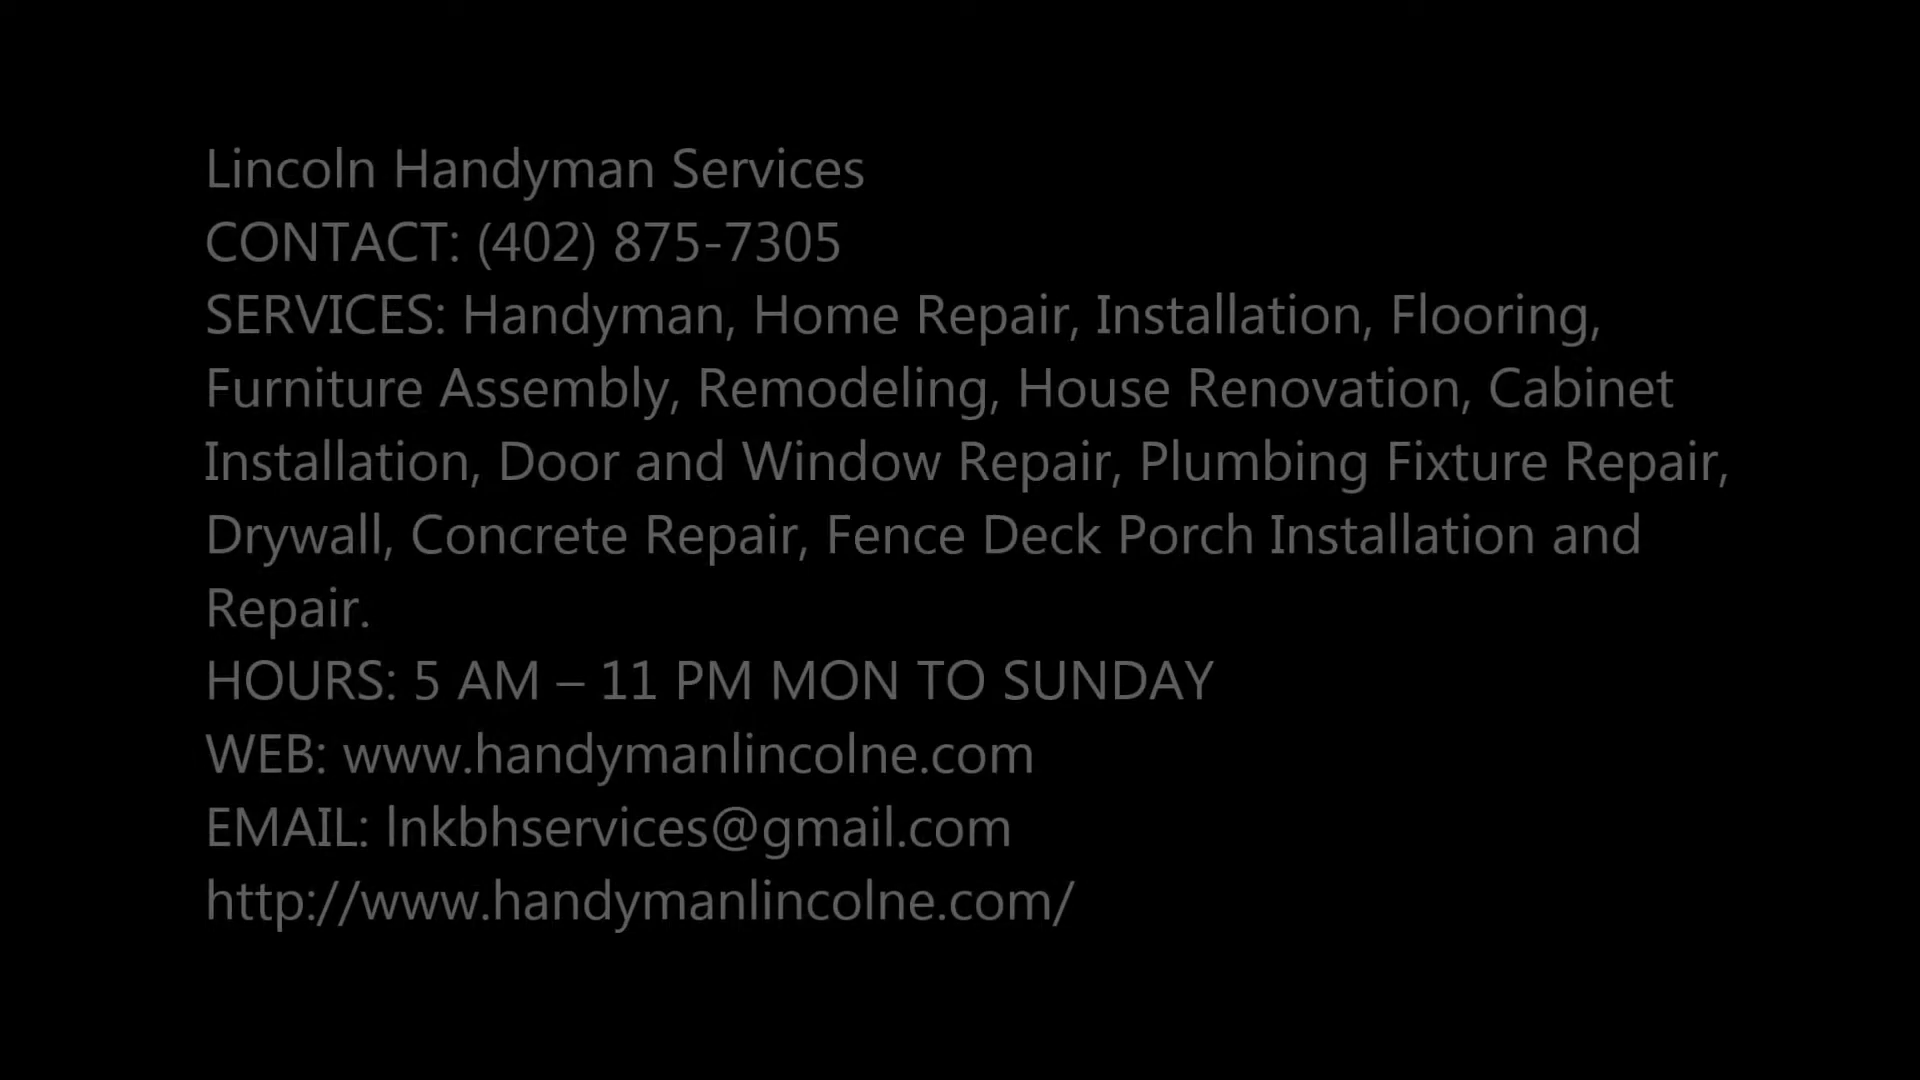 Lincoln Handyman Services
CONTACT: (402) 875-7305
SERVICES: Handyman, Home Repair, Installation, Flooring,
Furniture Assembly, Remodeling, House Renovation, Cabinet
Installation, Door and Window Repair, Plumbing Fixture Repair,
Drywall, Concrete Repair, Fence Deck Porch Installation and
Repair.
HOURS: 5 AM – 11 PM MON TO SUNDAY
WEB: www.handymanlincolne.com
EMAIL: lnkbhservices@gmail.com
http://www.handymanlincolne.com/